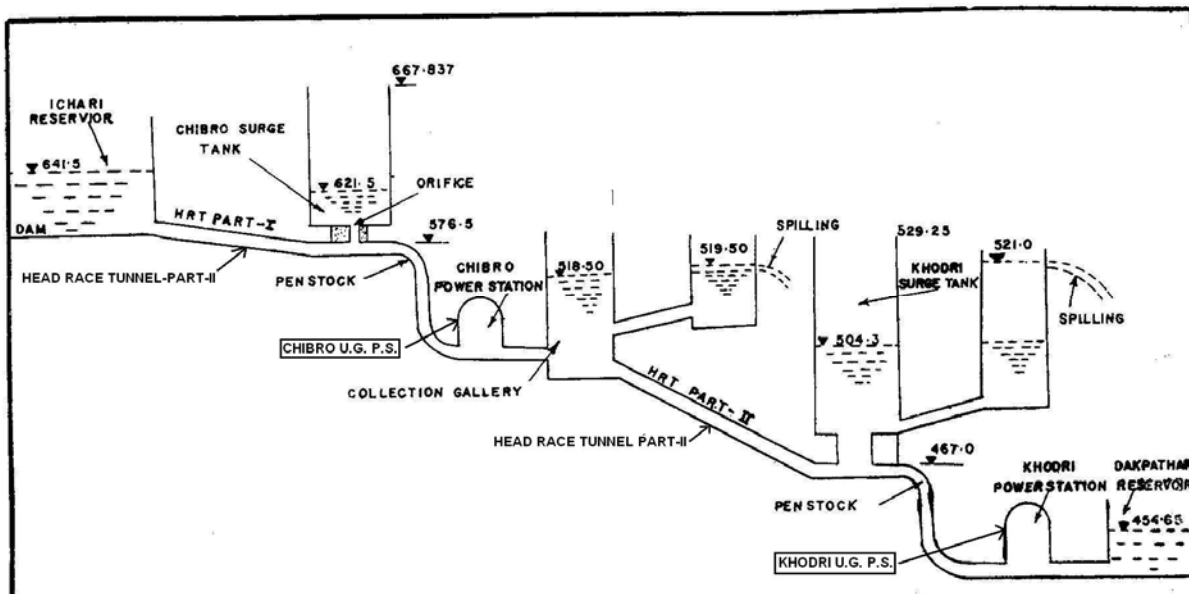 667.837
ICHARI
RESERVIOR
CHIBRO SURGE
TANK
641.5
621.5
ORIFICE
HRT PART-I
DAM
576.5
HEAD RACE TUNNEL-PART-II
PEN STOCK
CHIBRO
POWER STATION
518.50
519.50
SPILLING
529.25
521.0
KHODRI
SURGE TANK
SPILLING
CHIBRO U.G. P.S.
504.3
COLLECTION GALLERY
HRT PART-II
HEAD RACE TUNNEL PART-II
467.0
KHODRI
POWER STATION
DAKPATHAR
RESERVOIR
PEN STOCK
454.65
KHODRI U.G. P.S.